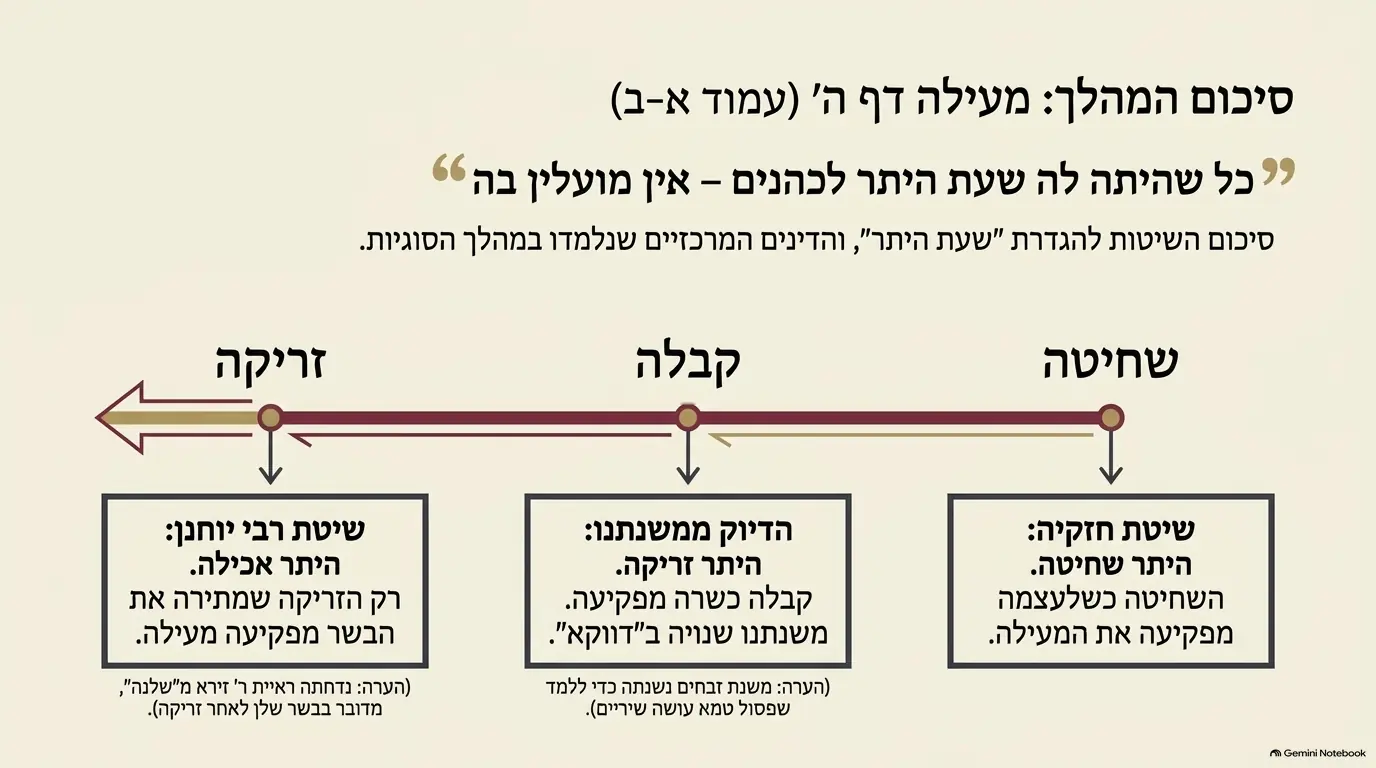 סיכום המהלך: מעילה דף ה' (עמוד א–ב)
”כל שהיתה לה שעת היתר לכהנים – אין מועלין בה“
סיכום השיטות להגדרת "שעת היתר", והדינים המרכזיים שנלמדו במהלך הסוגיות.
שחיטה
קבלה
זריקה
שיטת חזקיה:
היתר שחיטה.
השחיטה כשלעצמה
מפקיעה את המעילה.
הדיוק ממשנתנו:
היתר זריקה.
קבלה כשרה מפקיעה.
משנתנו שנויה ב"דווקא".
(הערה: משנת זבחים נשנתה כדי ללמד
שפסול טמא עושה שיריים).
שיטת רבי יוחנן:
היתר אכילה.
רק הזריקה שמתירה את
הבשר מפקיעה מעילה.
(הערה: נדחתה ראיית ר' זירא מ"שלנה",
מדובר בבשר שלן לאחר זריקה).
Gemini Notebook